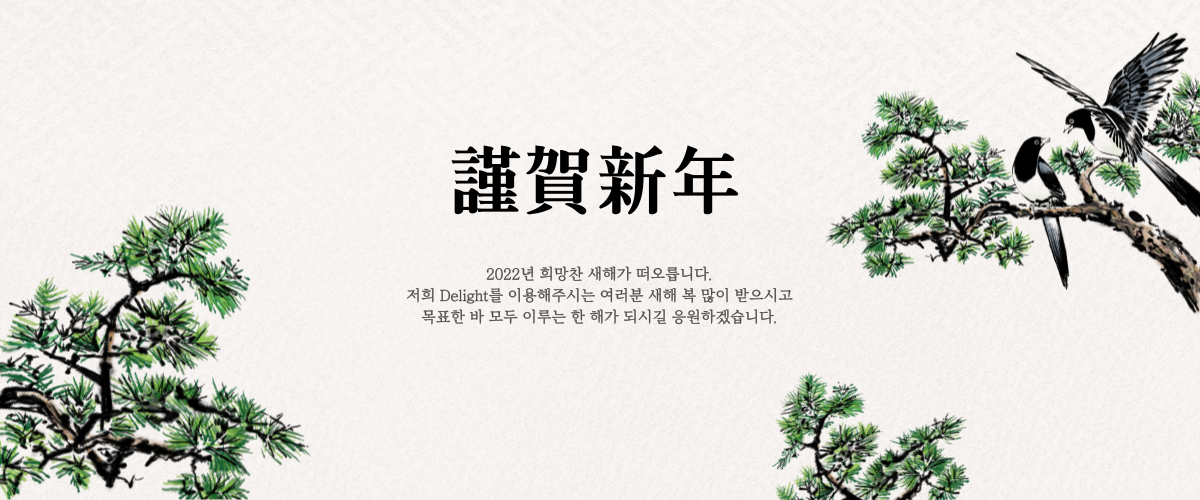 謹賀新年
2022년 희망찬 새해가 떠오릅니다.
저희 Delight를 이용해주시는 여러분 새해 복 많이 받으시고
목표한 바 모두 이루는 한 해가 되시길 응원하겠습니다.